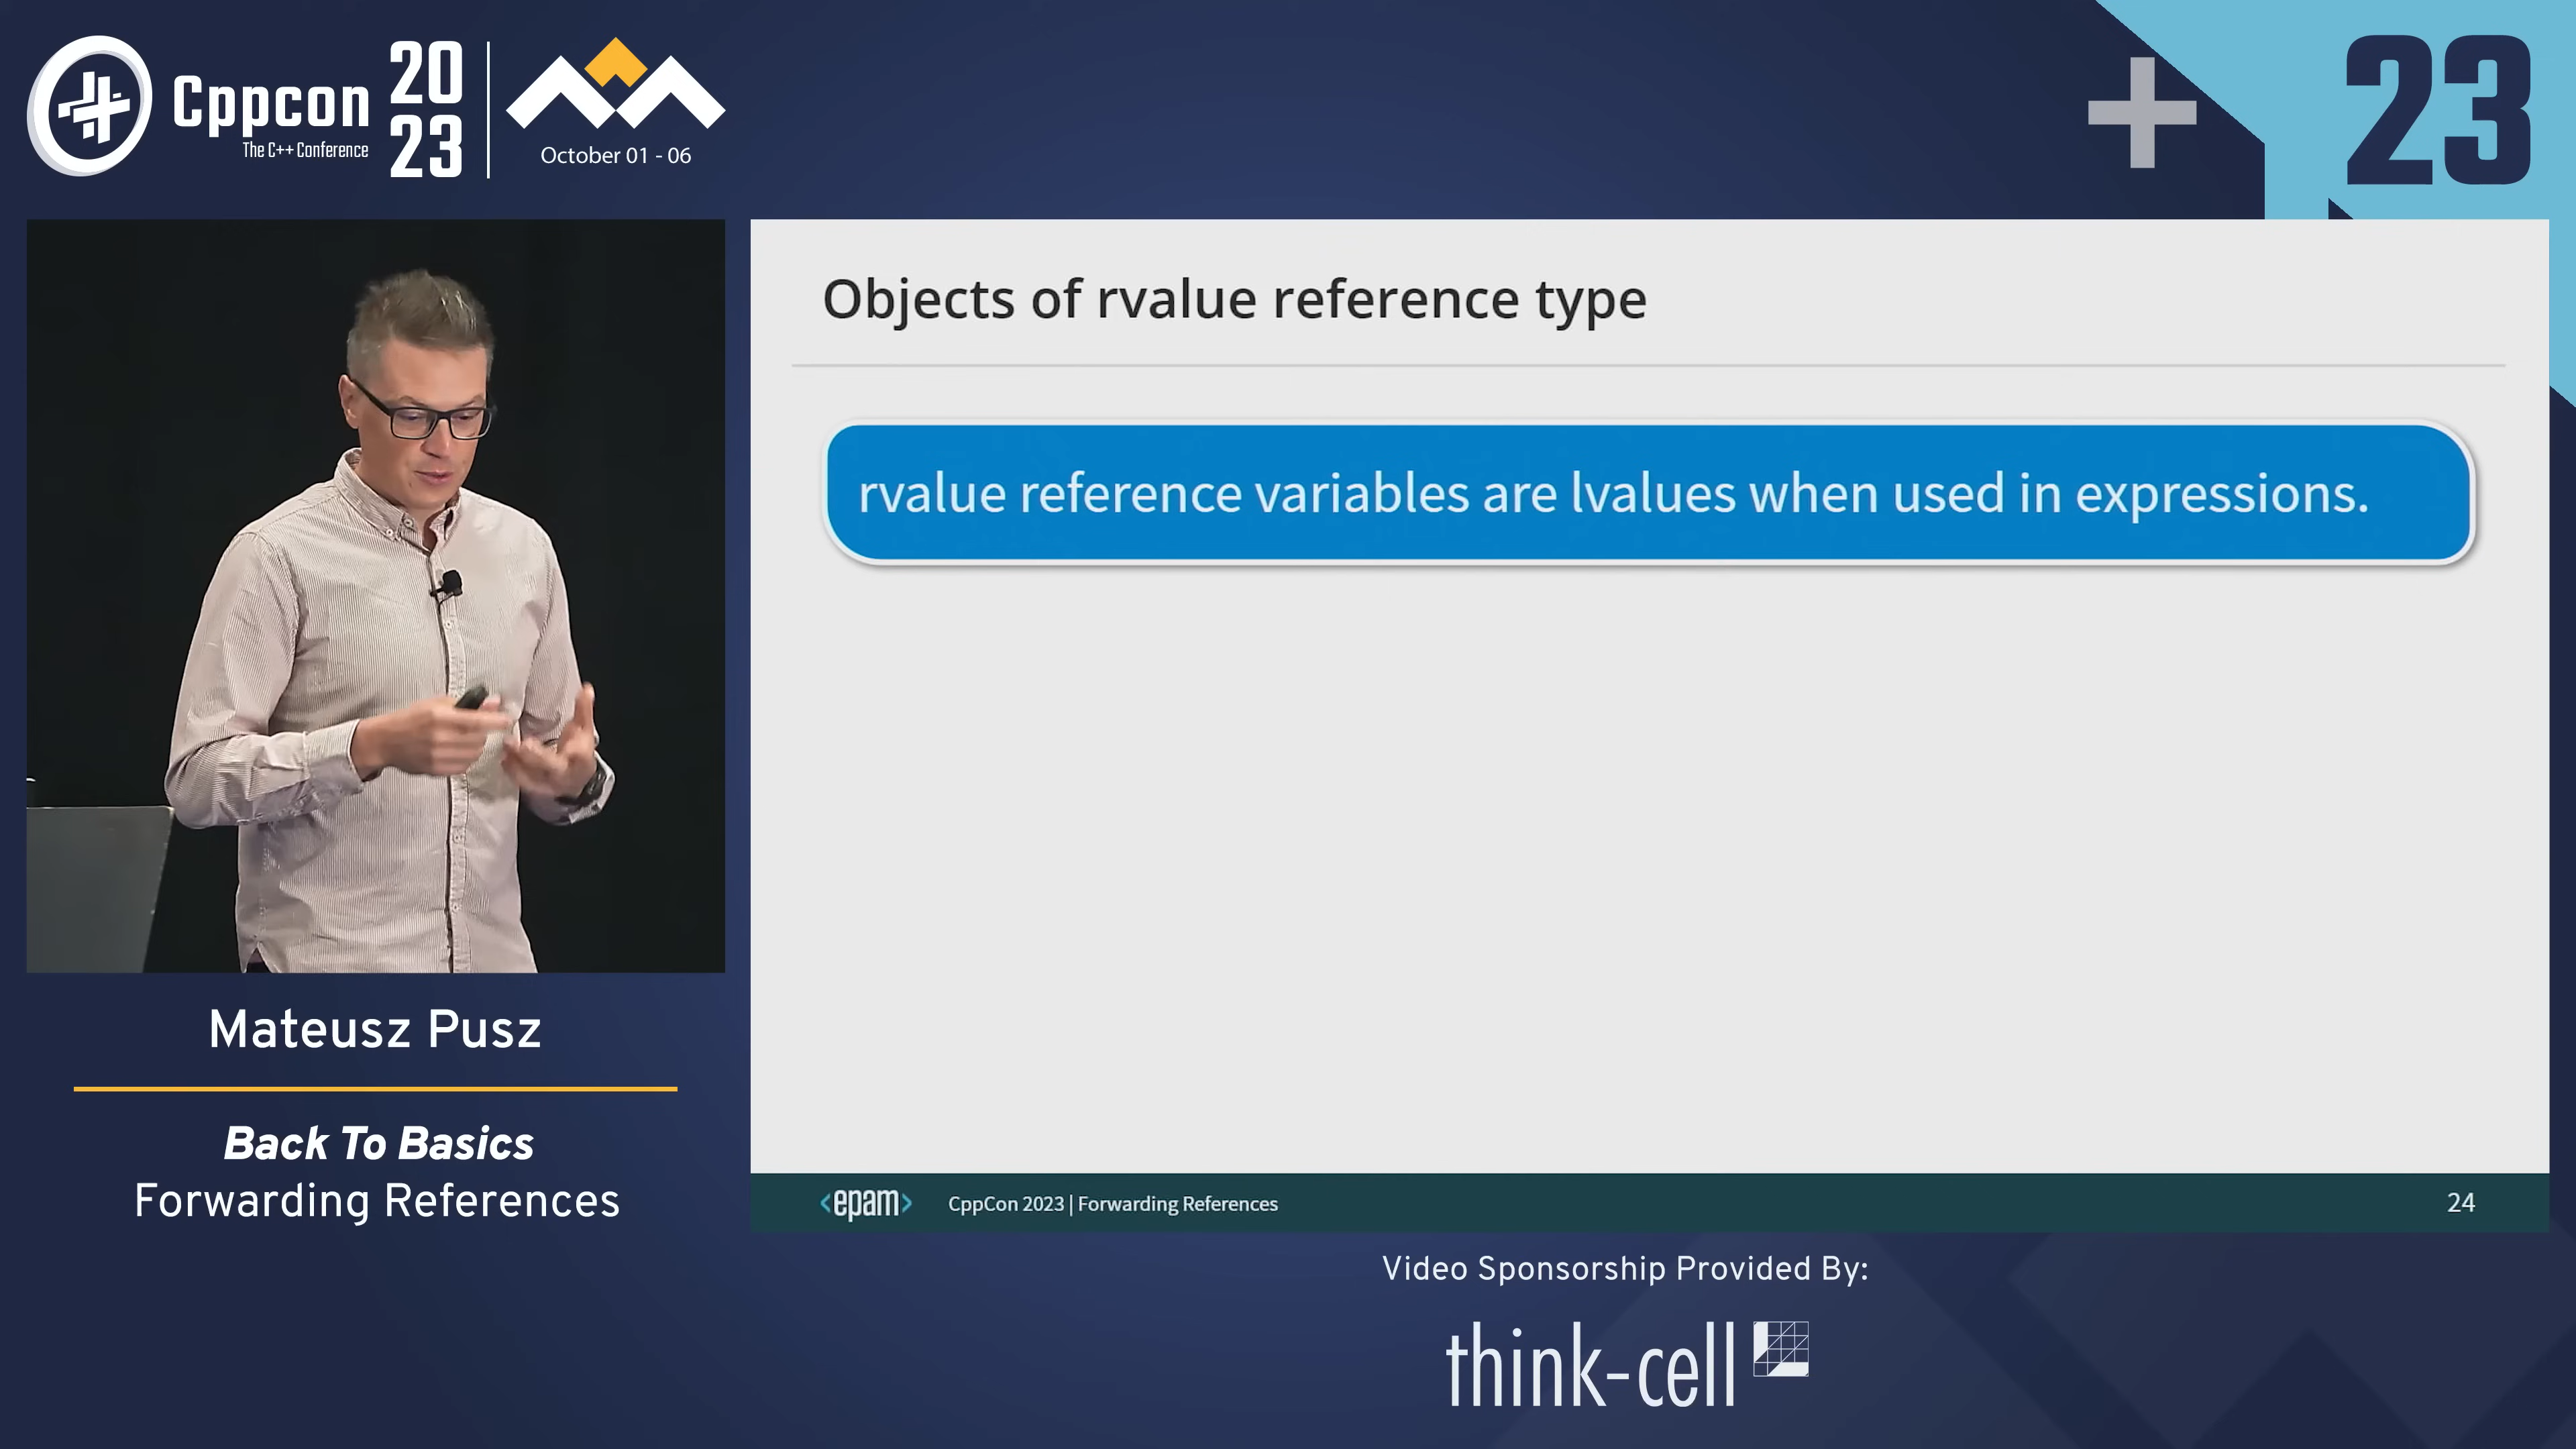 Cppcon
The C++ Conference
20
23
October 01 - 06
23
Objects of rvalue reference type
rvalue reference variables are lvalues when used in expressions.
Mateusz Pusz
Back To Basics
Forwarding References
<epam>
CppCon 2023 | Forwarding References
24
Video Sponsorship Provided By:
think-cell